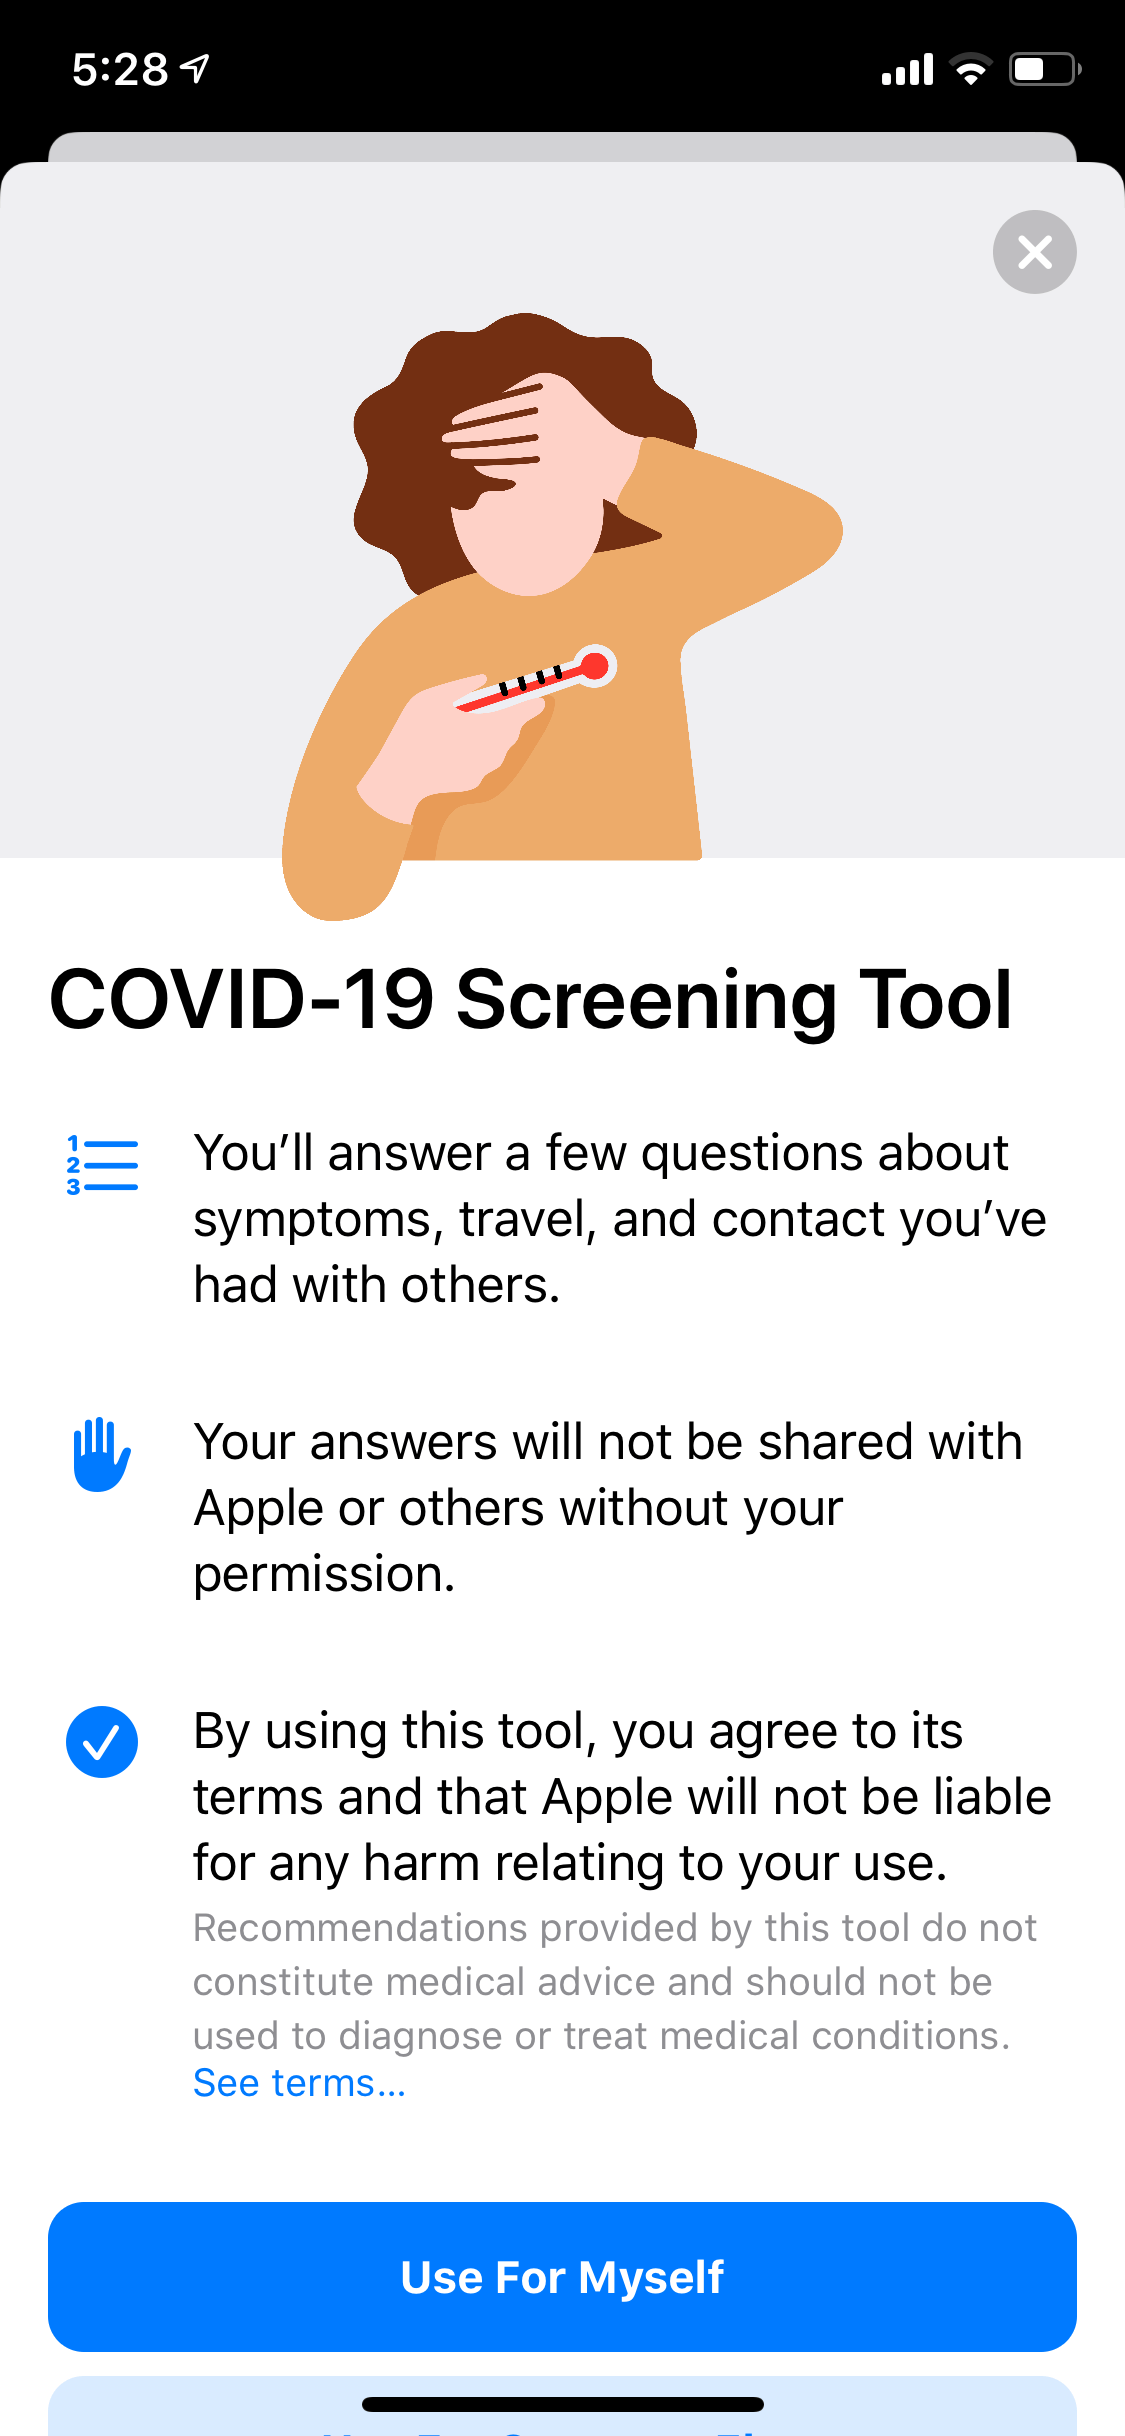 5:28
COVID-19 Screening Tool
1
2
3
You’ll answer a few questions about
symptoms, travel, and contact you’ve
had with others.
Your answers will not be shared with
Apple or others without your
permission.
By using this tool, you agree to its
terms and that Apple will not be liable
for any harm relating to your use.
Recommendations provided by this tool do not
constitute medical advice and should not be
used to diagnose or treat medical conditions.
See terms...
Use For Myself